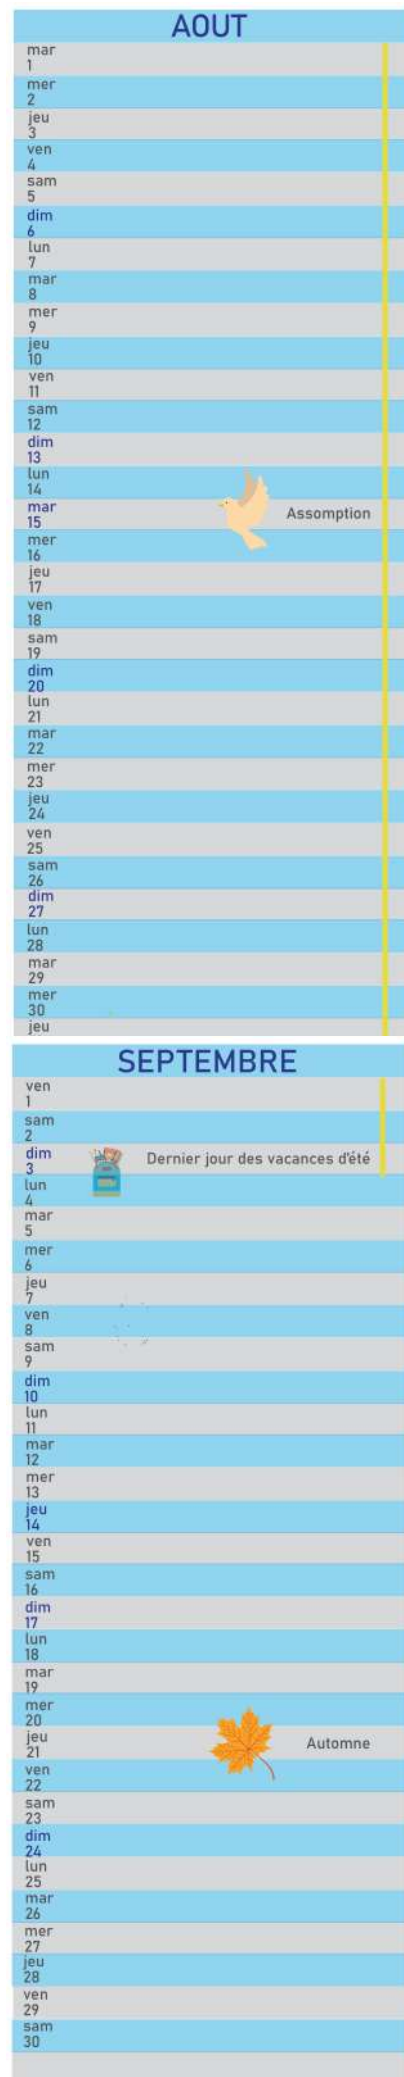 AOUT
mar
1
mer
2
jeu
3
ven
4
sam
5
dim
6
lun
7
mar
8
mer
9
jeu
10
ven
11
sam
12
dim
13
lun
14
mar
15
Assomption
mer
16
jeu
17
ven
18
sam
19
dim
20
lun
21
mar
22
mer
23
jeu
24
ven
25
sam
26
dim
27
lun
28
mar
29
mer
30
jeu
SEPTEMBRE
ven
1
sam
2
dim
3
Dernier jour des vacances d'été
lun
4
mar
5
mer
6
jeu
7
ven
8
sam
9
dim
10
lun
11
mar
12
mer
13
jeu
14
ven
15
sam
16
dim
17
lun
18
mar
19
mer
20
jeu
21
Automne
ven
22
sam
23
dim
24
lun
25
mar
26
mer
27
jeu
28
ven
29
sam
30